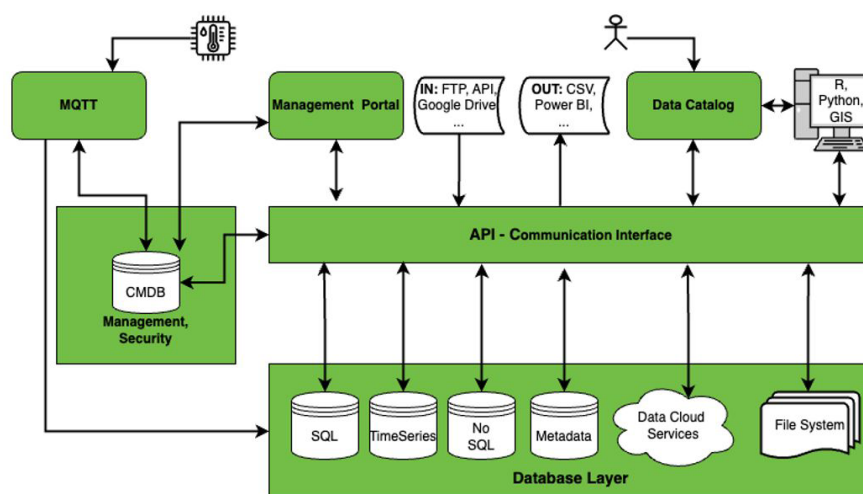 MQTT
Management Portal
IN: FTP, API,
Google Drive
...
OUT: CSV,
Power BI,
...
Data Catalog
R,
Python,
GIS
API - Communication Interface
CMDB
Management,
Security
SQL
TimeSeries
No
SQL
Metadata
Data Cloud
Services
File System
Database Layer